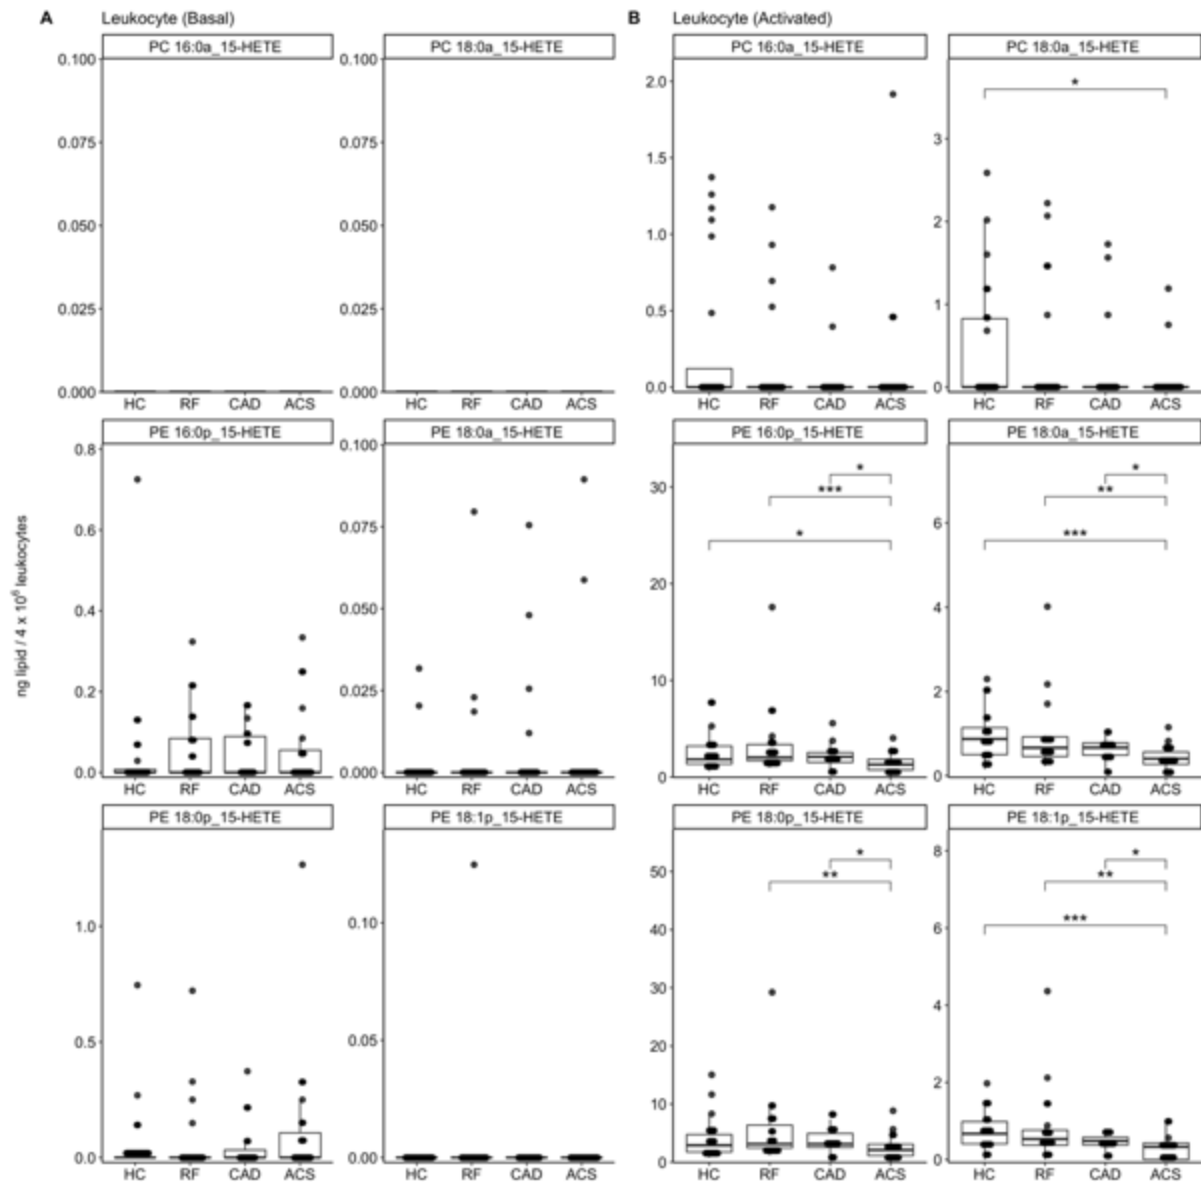 A Leukocyte (Basal) B Leukocyte (Activated)
PC 16:0a_15-HETE PC 18:0a_15-HETE PC 16:0a_15-HETE PC 18:0a_15-HETE
0.100 0.100
2.0
3
0.075 0.075
1.5
2
0.050 0.050
1.0
0.025 0.025
0.5
1
0.000 0.000 0.0 0
HC RF CAD ACS HC RF CAD ACS HC RF CAD ACS HC RF CAD ACS
*
PE 16:0p_15-HETE PE 18:0a_15-HETE PE 16:0p_15-HETE PE 18:0a_15-HETE
0.8 0.100
30
6
0.6 0.075
20
4
0.4 0.050
10
2
0.2 0.025
0.0 0.000 0 0
HC RF CAD ACS HC RF CAD ACS HC RF CAD ACS HC RF CAD ACS
* *
*** **
* ***
ng lipid / 4 x 10⁶ leukocytes
PE 18:0p_15-HETE PE 18:1p_15-HETE PE 18:0p_15-HETE PE 18:1p_15-HETE
50 8
1.0 0.10 40 6
30
0.5 0.05 20 4
10 2
0.0 0.00 0 0
HC RF CAD ACS HC RF CAD ACS HC RF CAD ACS HC RF CAD ACS
* *
** **
***